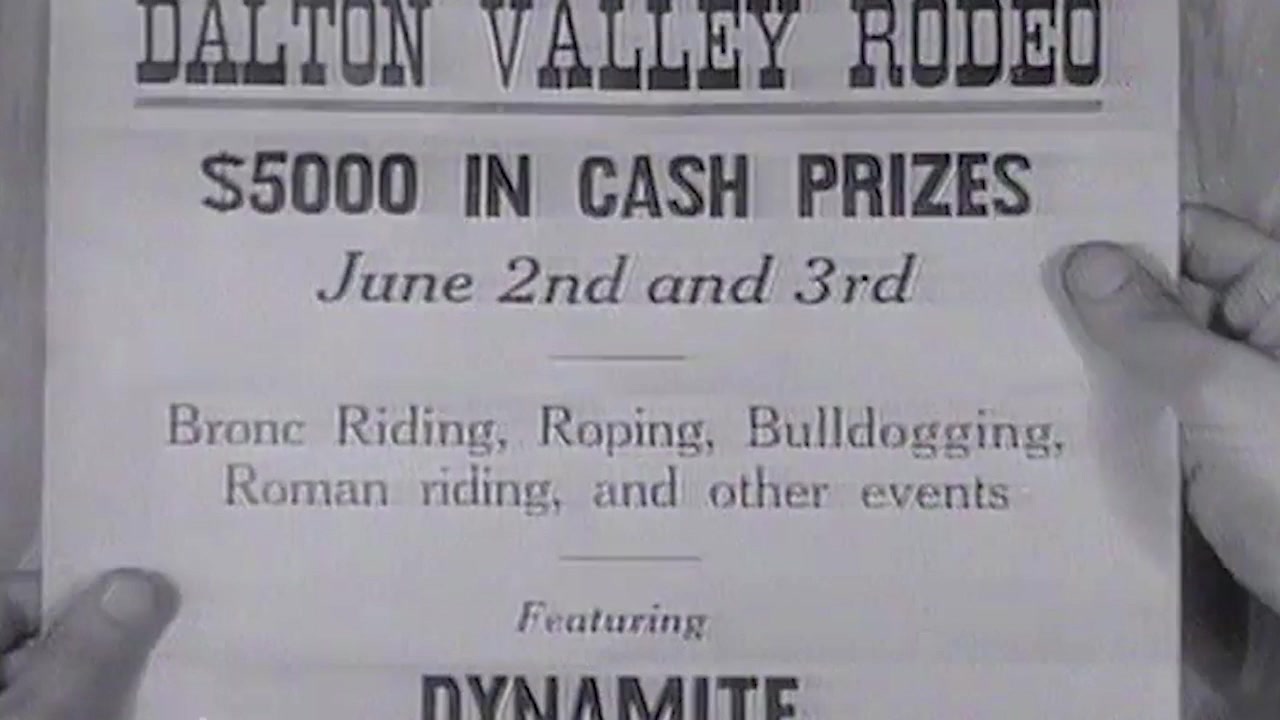 DALTON VALLEY RODEO
$5000 IN CASH PRIZES
June 2nd and 3rd
Bronc Riding, Roping, Bulldogging,
Roman riding, and other events
Featuring
DYNAMITE